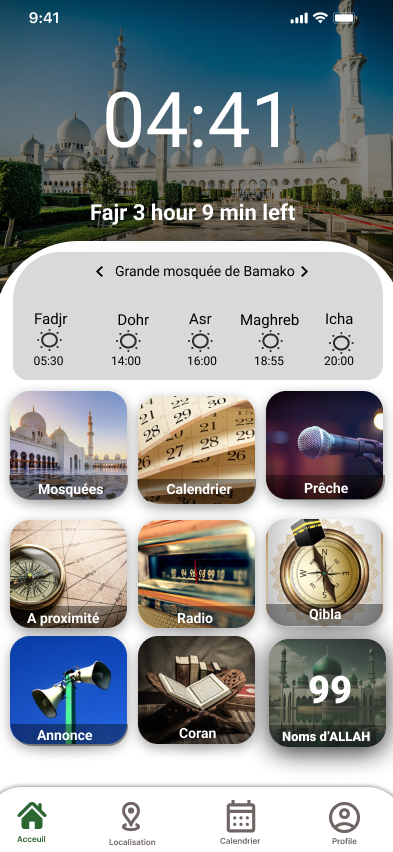 9:41
04:41
Fajr 3 hour 9 min left
Grande mosquée de Bamako
Fadjr Dohr Asr Maghreb Icha
05:30 14:00 16:00 18:55 20:00
Mosquées Calendrier Prêche
A proximité Radio Qibla
Annonce Coran 99
Noms d'ALLAH
Acceuil Localisation Calendrier Profile